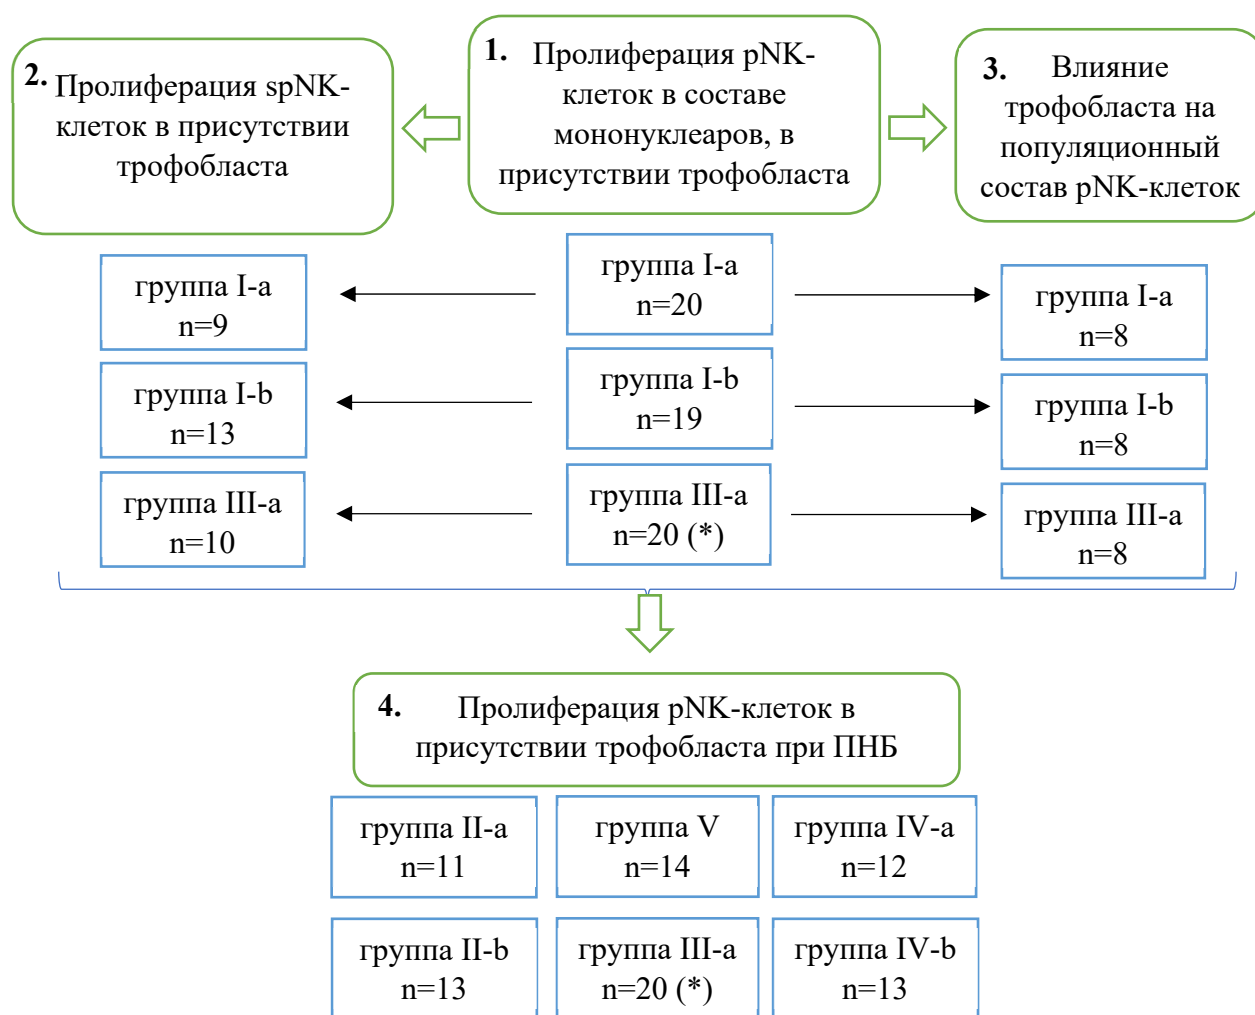 2. Пролиферация spNK-
клеток в присутствии
трофобласта
1. Пролиферация pNK-
клеток в составе
мононуклеаров, в
присутствии трофобласта
3. Влияние
трофобласта на
популяционный
состав pNK-клеток
группа I-a
n=9
группа I-a
n=20
группа I-a
n=8
группа I-b
n=13
группа I-b
n=19
группа I-b
n=8
группа III-a
n=10
группа III-a
n=20 (*)
группа III-a
n=8
4. Пролиферация pNK-клеток в
присутствии трофобласта при ПНБ
группа II-a
n=11
группа V
n=14
группа IV-a
n=12
группа II-b
n=13
группа III-a
n=20 (*)
группа IV-b
n=13